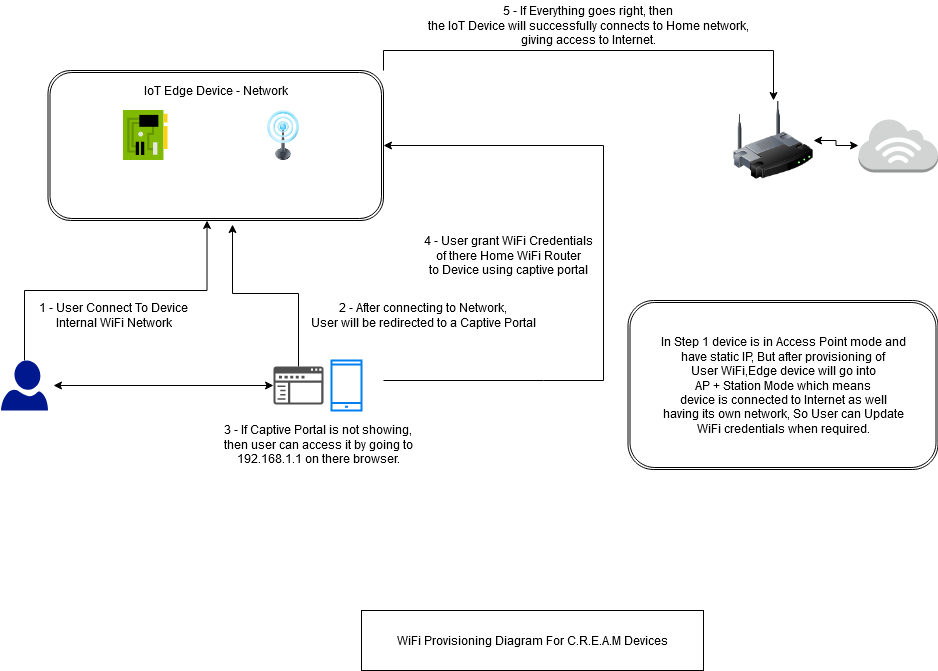 5 - If Everything goes right, then
the IoT Device will successfully connects to Home network,
giving access to Internet.
IoT Edge Device - Network
4 - User grant WiFi Credentials
of there Home WiFi Router
to Device using captive portal
1 - User Connect To Device
Internal WiFi Network
2 - After connecting to Network,
User will be redirected to a Captive Portal
In Step 1 device is in Access Point mode and
have static IP, But after provisioning of
User WiFi,Edge device will go into
AP + Station Mode which means
device is connected to Internet as well
having its own network, So User can Update
WiFi credentials when required.
3 - If Captive Portal is not showing,
then user can access it by going to
192.168.1.1 on there browser.
WiFi Provisioning Diagram For C.R.E.A.M Devices